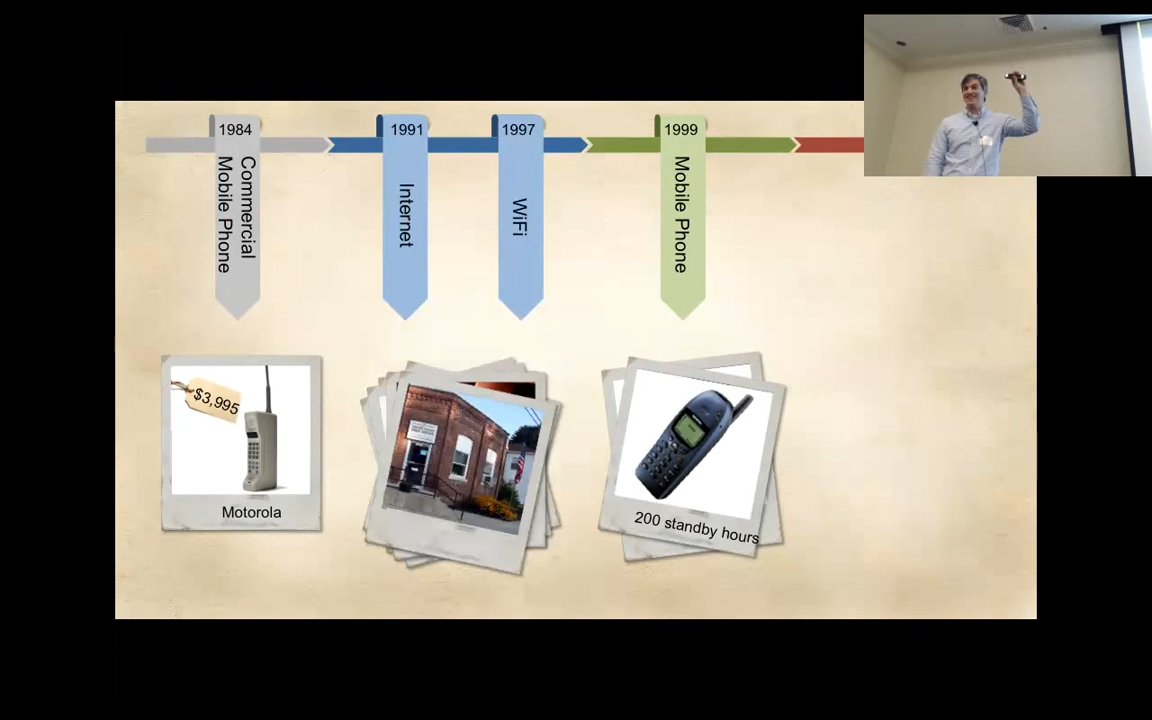 1984
1991
1997
1999
Commercial
Mobile Phone
Internet
WiFi
Mobile Phone
$3,995
Motorola
200 standby hours